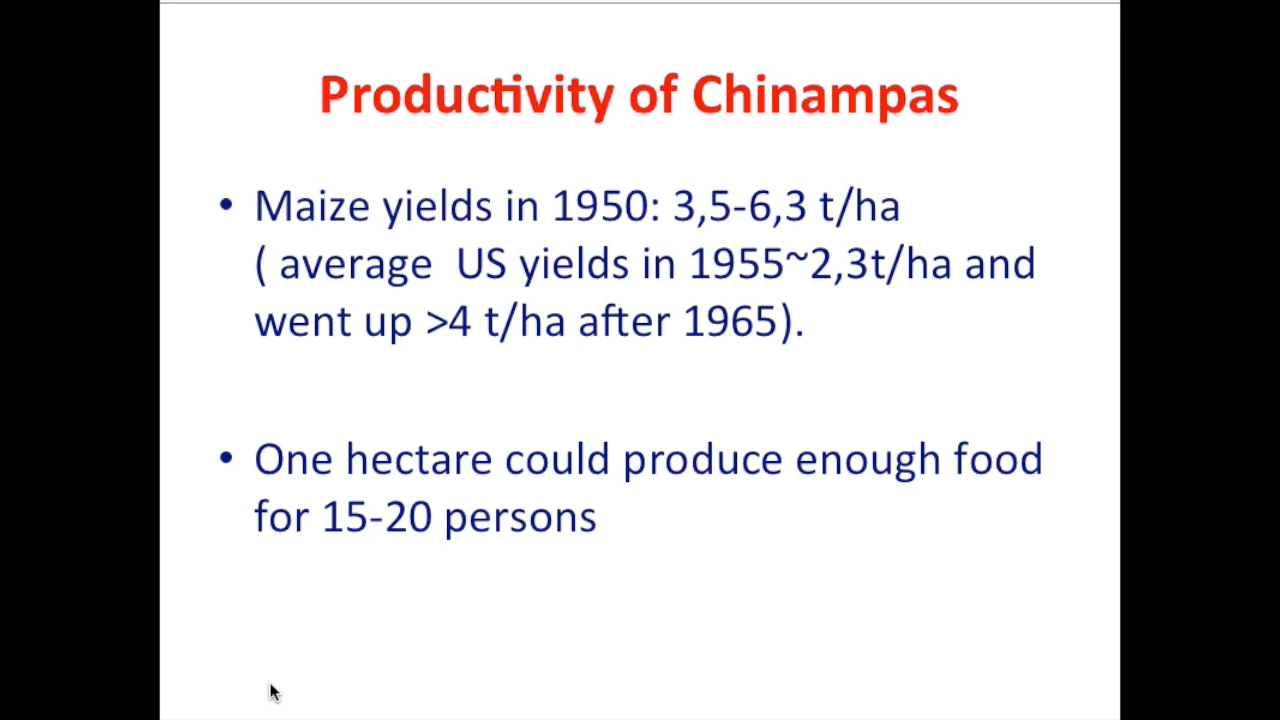 Productivity of Chinampas
• Maize yields in 1950: 3,5-6,3 t/ha
( average  US yields in 1955~2,3t/ha and
went up >4 t/ha after 1965).
• One hectare could produce enough food
for 15-20 persons